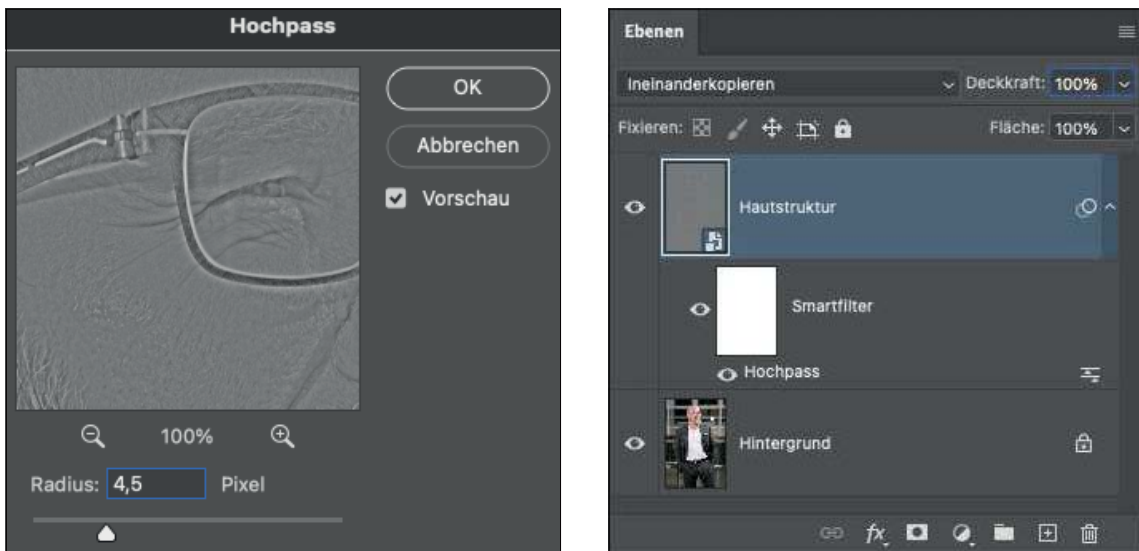 Hochpass
OK
Abbrechen
Vorschau
100%
Radius: 4,5 Pixel
Ebenen
Ineinanderkopieren Deckkraft: 100%
Fixieren: Fläche: 100%
Hautstruktur
Smartfilter
Hochpass
Hintergrund
fx